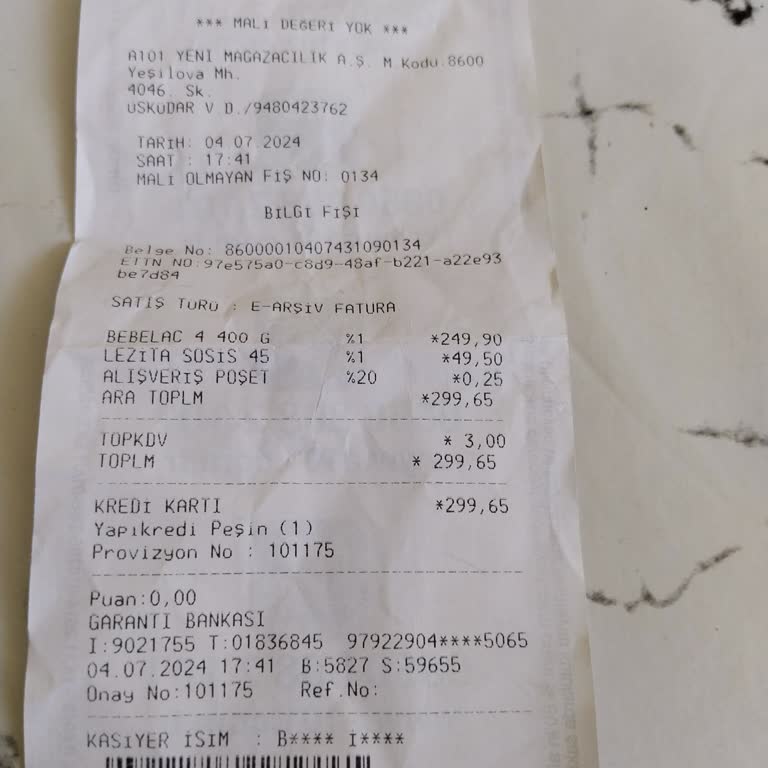 *** MALİ DEĞERİ YOK ***
A101 YENİ MAĞAZACILIK A.Ş. M Kodu:8600
Yeşilova Mh.
4046. Sk.
ÜSKÜDAR V.D./9480423762
TARİH: 04.07.2024
SAAT : 17:41
MALİ OLMAYAN FİŞ NO: 0134
BİLGİ FİŞİ
Belge No: 86000010407431090134
ETTN NO:97e575a0-c8d9-48af-b221-a22e93
be7d84
SATIŞ TÜRÜ : E-ARŞİV FATURA
BEBELAC 4 400 G %1 *249,90
LEZİTA SOSİS 45 %1 *49,50
ALIŞVERİŞ POŞET %20 *0,25
ARA TOPLM *299,65
TOPKDV * 3,00
TOPLM * 299,65
KREDİ KARTI *299,65
Yapıkredi Peşin (1)
Provizyon No : 101175
Puan:0,00
GARANTI BANKASI
I:9021755 T:01836845 97922904****5065
04.07.2024 17:41 B:5827 S:59655
Onay No:101175 Ref.No:
KASİYER İSİM : B**** İ****